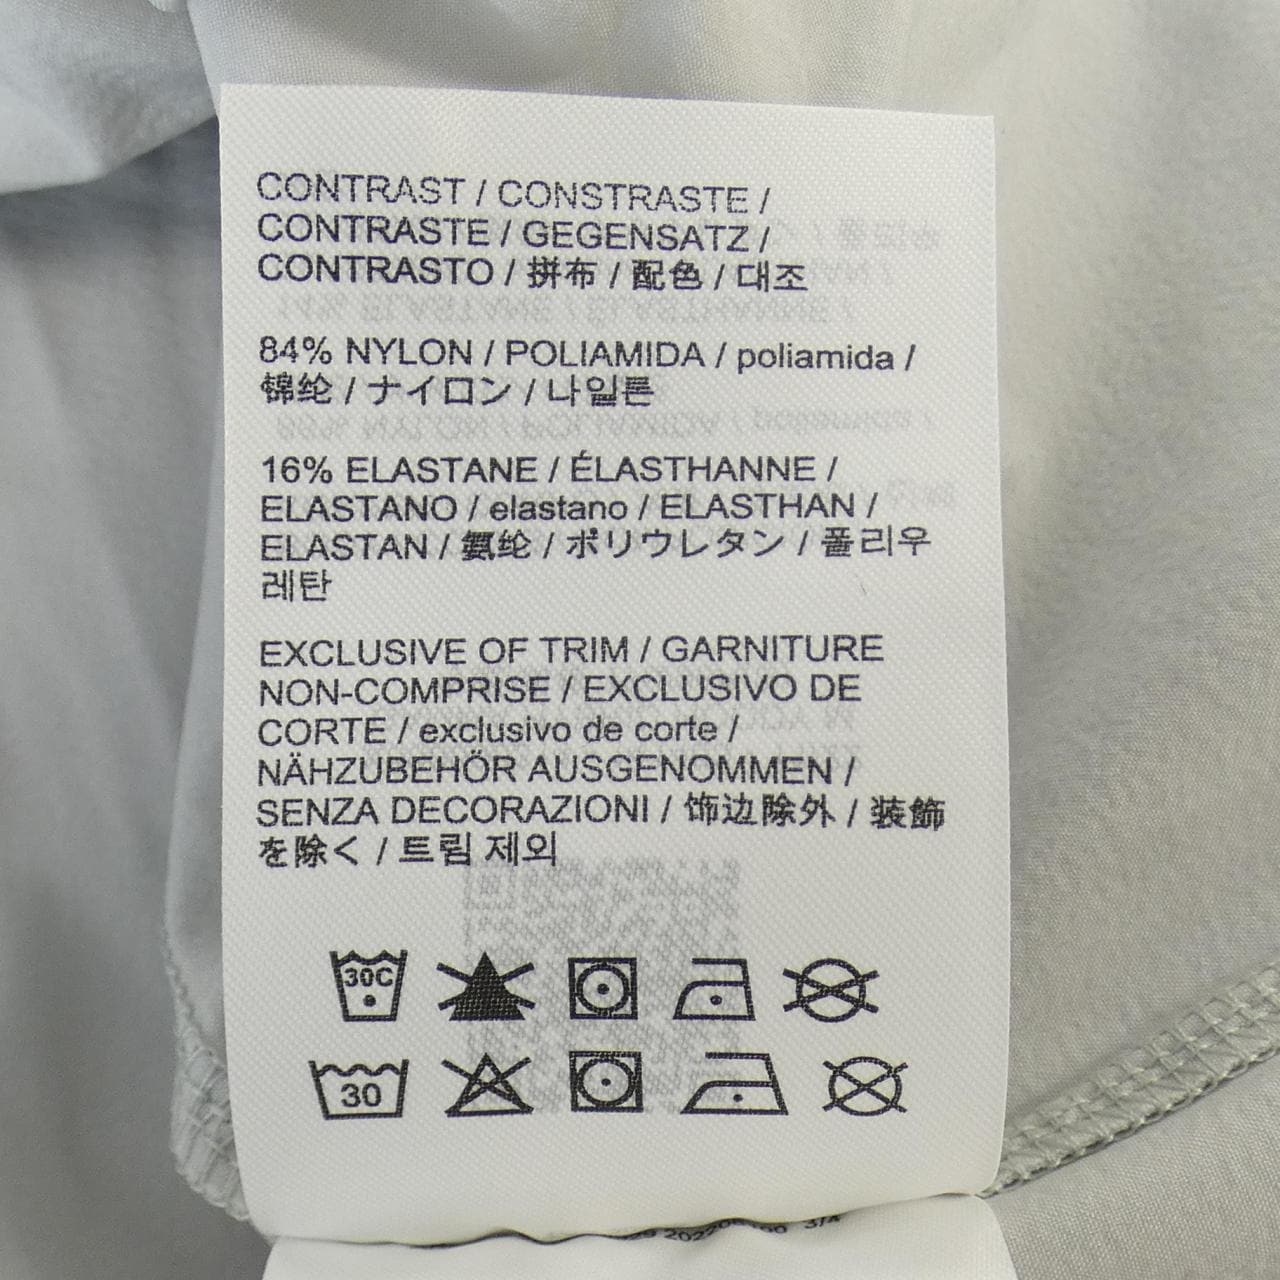 CONTRAST / CONSTRASTE /
CONTRASTE / GEGENSATZ /
CONTRASTO / 拼布 / 配色 / 대조
84% NYLON / POLIAMIDA / poliamida /
锦纶 / ナイロン / 나일론
16% ELASTANE / ÉLASTHANNE /
ELASTANO / elastano / ELASTHAN /
ELASTAN / 氨纶 / ポリウレタン / 폴리우
레탄
EXCLUSIVE OF TRIM / GARNITURE
NON-COMPRISE / EXCLUSIVO DE
CORTE / exclusivo de corte /
NÄHZUBEHÖR AUSGENOMMEN /
SENZA DECORAZIONI / 饰边除外 / 装飾
を除く / 트림 제외
30C
30
3/4